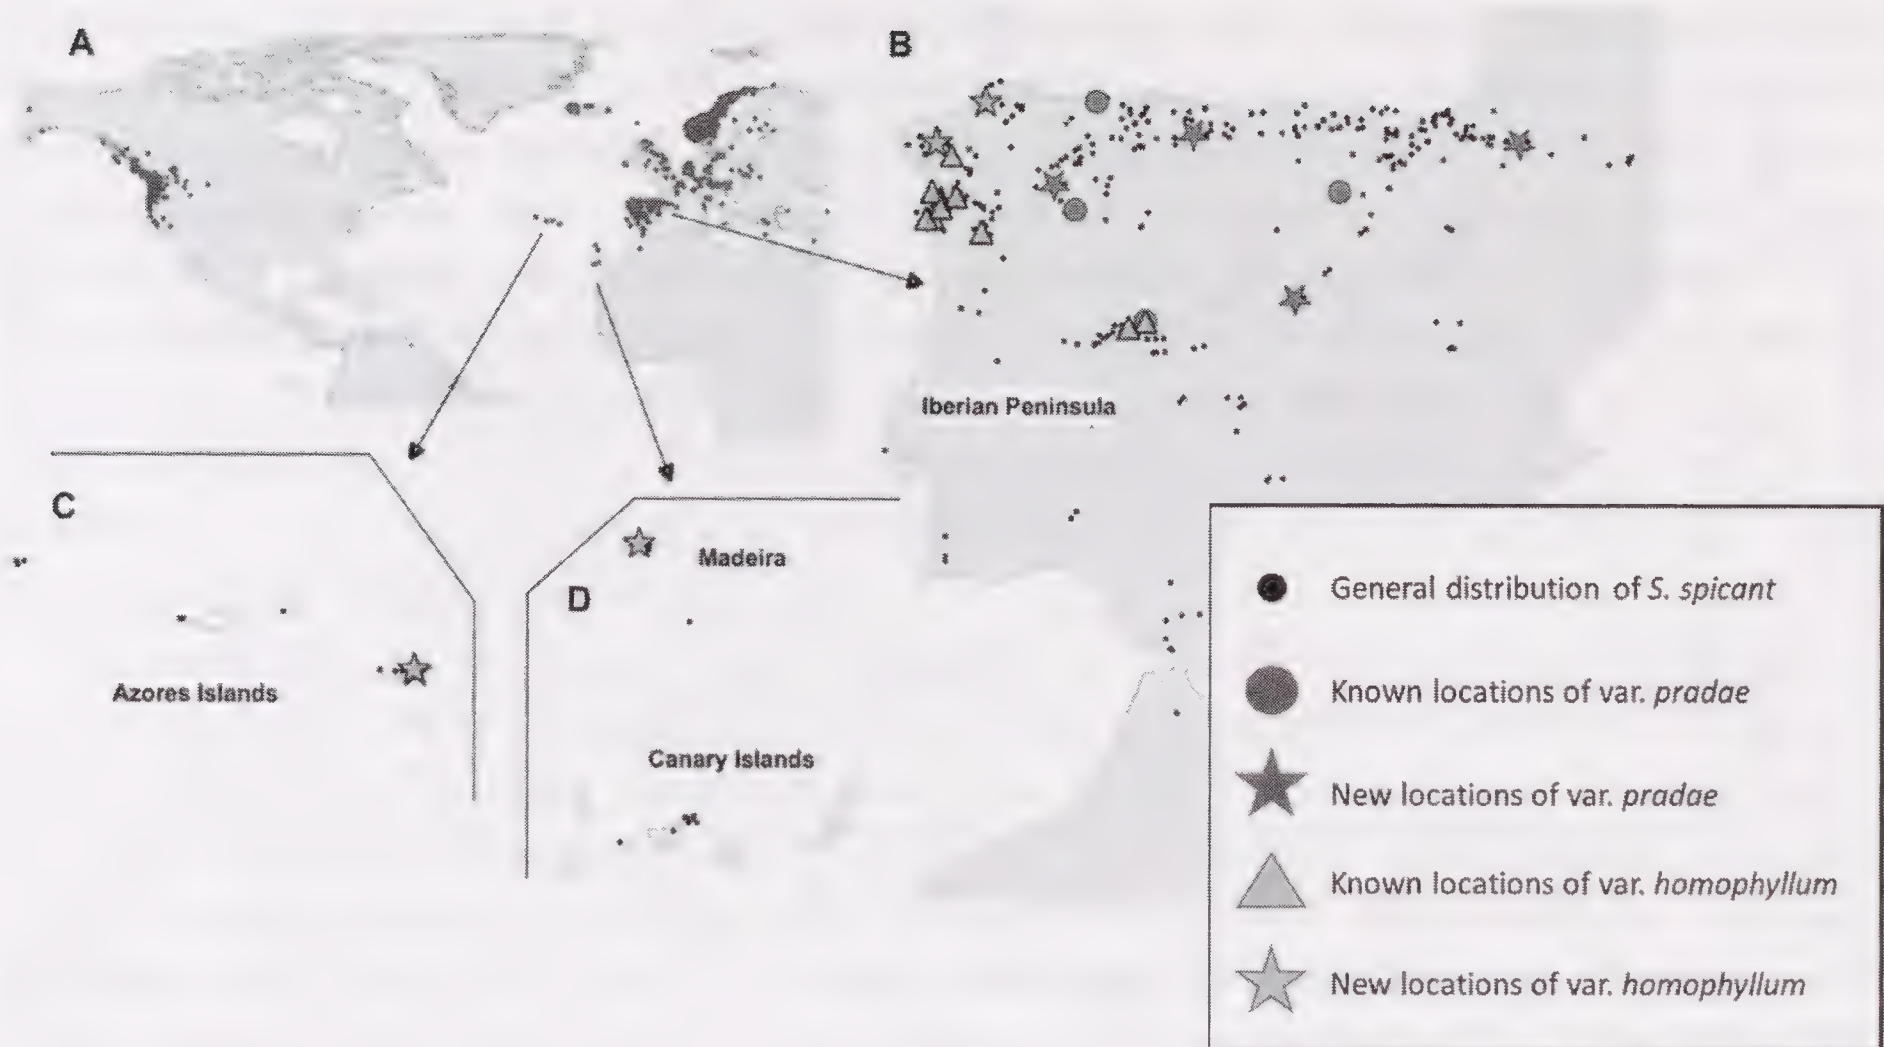 A
B
Iberian Peninsula
C
Azores Islands
Madeira
D
Canary Islands
General distribution of S. spicant
Known locations of var. pradae
New locations of var. pradae
Known locations of var. homophyllum
New locations of var. homophyllum